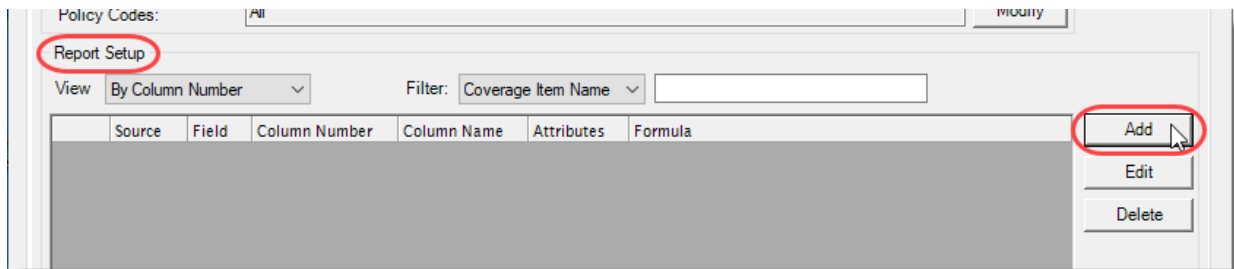 Policy Codes: All Modify
Report Setup
View By Column Number Filter: Coverage Item Name
Source Field Column Number Column Name Attributes Formula Add
Edit
Delete